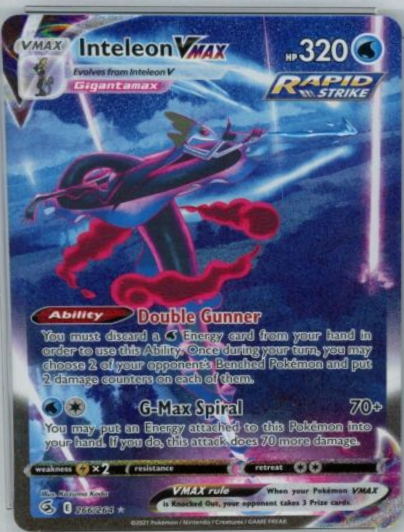 VMAX Inteleon VMAX HP 320
Evolves from Inteleon V
Gigantamax
RAPID STRIKE
Ability Double Gunner
You must discard a Energy card from your hand in
order to use this Ability. Once during your turn, you may
choose 2 of your opponent's Benched Pokémon and put
2 damage counters on each of them.
G-Max Spiral 70+
You may put an Energy attached to this Pokémon into
your hand. If you do, this attack does 70 more damage.
weakness ×2 resistance retreat
Illus.
VMAX rule When your Pokémon VMAX
is Knocked Out, your opponent takes 3 Prize cards.
266/264
©2021 Pokémon / Nintendo / Creatures / GAME FREAK